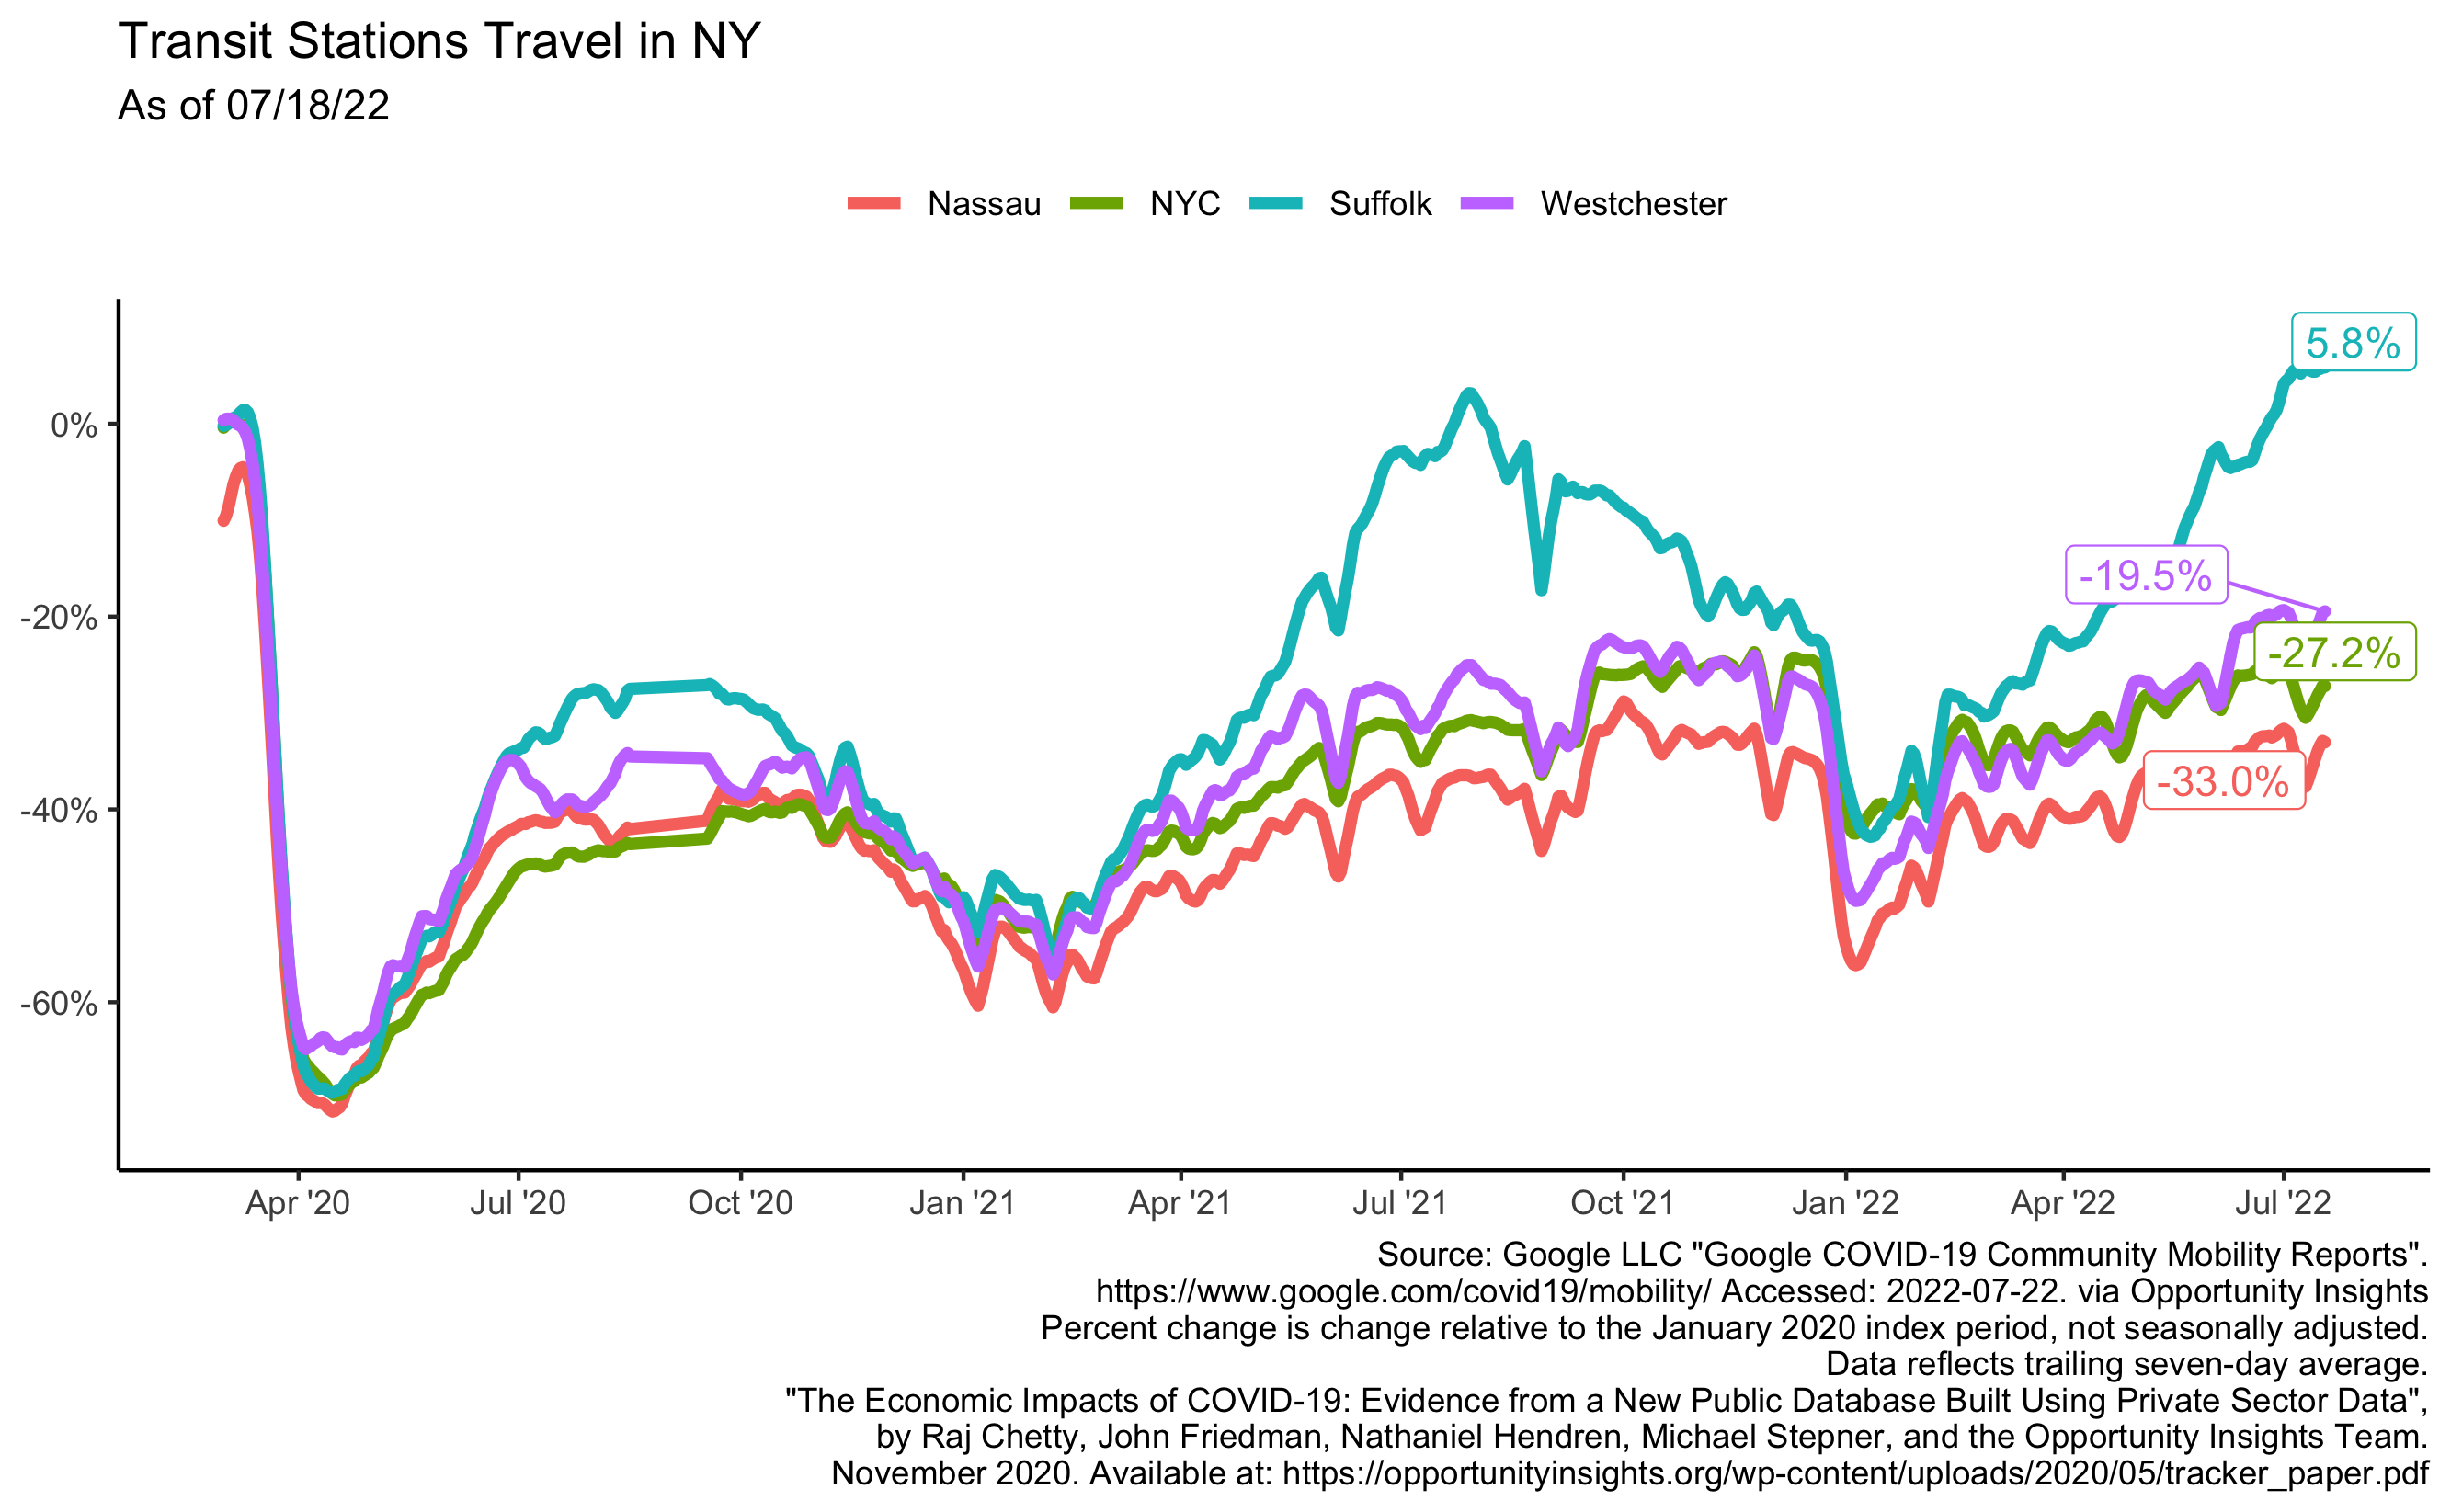 Transit Stations Travel in NY
As of 07/18/22
Nassau NYC Suffolk Westchester
5.8%
0%
-19.5%
-20%
-27.2%
-33.0%
-40%
-60%
Apr '20 Jul '20 Oct '20 Jan '21 Apr '21 Jul '21 Oct '21 Jan '22 Apr '22 Jul '22
Source: Google LLC "Google COVID-19 Community Mobility Reports".
https://www.google.com/covid19/mobility/ Accessed: 2022-07-22. via Opportunity Insights
Percent change is change relative to the January 2020 index period, not seasonally adjusted.
Data reflects trailing seven-day average.
"The Economic Impacts of COVID-19: Evidence from a New Public Database Built Using Private Sector Data",
by Raj Chetty, John Friedman, Nathaniel Hendren, Michael Stepner, and the Opportunity Insights Team.
November 2020. Available at: https://opportunityinsights.org/wp-content/uploads/2020/05/tracker_paper.pdf